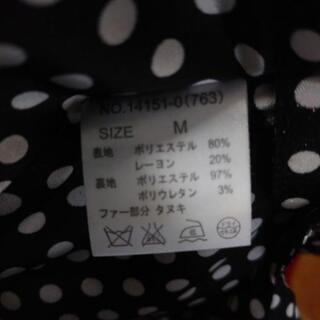 NO.14151-0(763)
SIZE M
表地 ポリエステル 80%
レーヨン 20%
裏地 ポリエステル 97%
ポリウレタン 3%
ファー部分 タヌキ